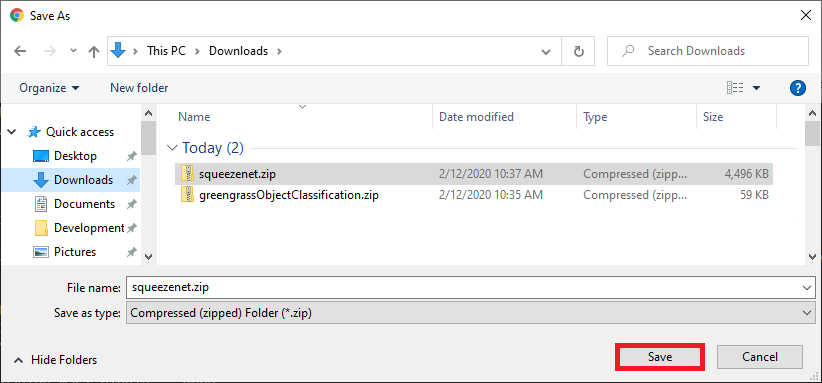 Save As
This PC > Downloads >
Search Downloads
Organize
New folder
?
Name
Date modified
Type
Size
Quick access
Desktop
Downloads
Documents
Development
Pictures
Today (2)
squeezenet.zip 2/12/2020 10:37 AM Compressed (zipp... 4,496 KB
greengrassObjectClassification.zip 2/12/2020 10:35 AM Compressed (zipp... 59 KB
File name: squeezenet.zip
Save as type: Compressed (zipped) Folder (*.zip)
Hide Folders
Save
Cancel